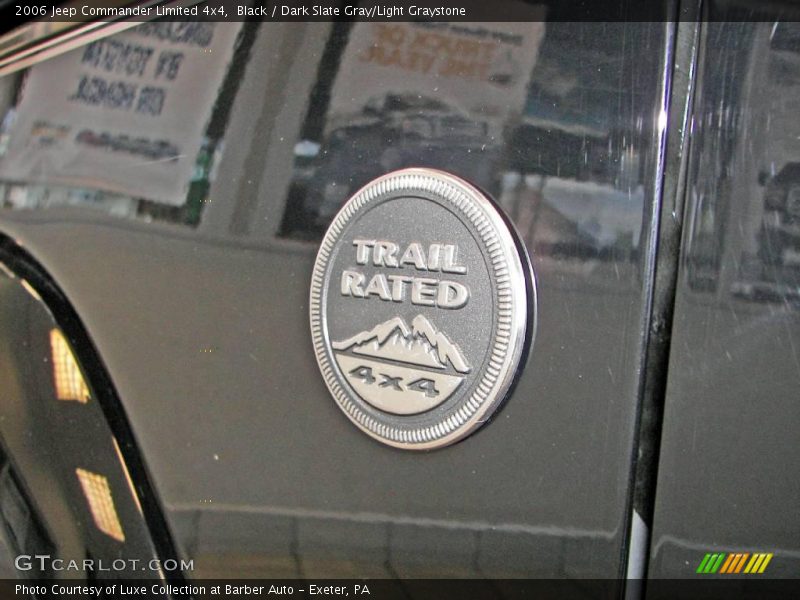 2006 Jeep Commander Limited 4x4,  Black / Dark Slate Gray/Light Graystone
TRAIL
RATED
4x4
GTCARLOT.COM
Photo Courtesy of Luxe Collection at Barber Auto - Exeter, PA